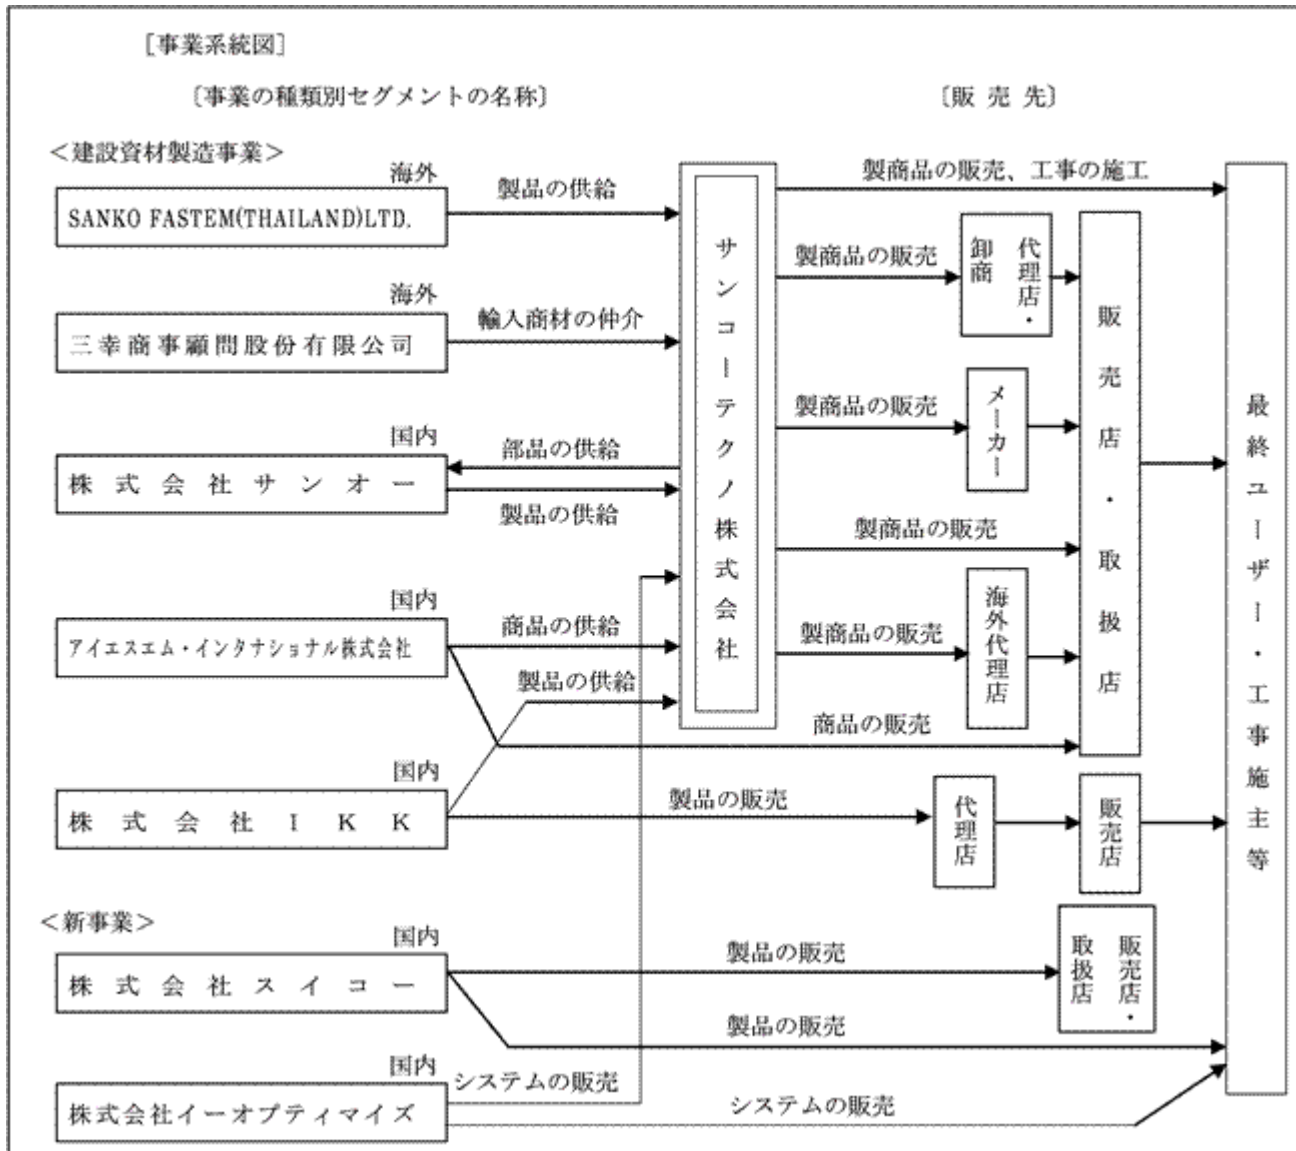 ［事業系統図］
〔事業の種類別セグメントの名称〕
〔販 売 先〕
＜建設資材製造事業＞
海外
SANKO FASTEM(THAILAND)LTD.
製品の供給
海外
三幸商事顧問股份有限公司
輸入商材の仲介
国内
株式会社サンオー
部品の供給
製品の供給
国内
アイエスエム・インタナショナル株式会社
商品の供給
製品の供給
商品の販売
国内
株式会社ＩＫＫ
製品の販売
代理店
販売店
サンコーテクノ株式会社
製商品の販売、工事の施工
製商品の販売
代理店・
卸商
製商品の販売
メーカー
製商品の販売
製商品の販売
海外代理店
販売店・取扱店
最終ユーザー・工事施主等
＜新事業＞
国内
株式会社スイコー
製品の販売
販売店・
取扱店
製品の販売
国内
株式会社イーオプティマイズ
システムの販売
システムの販売